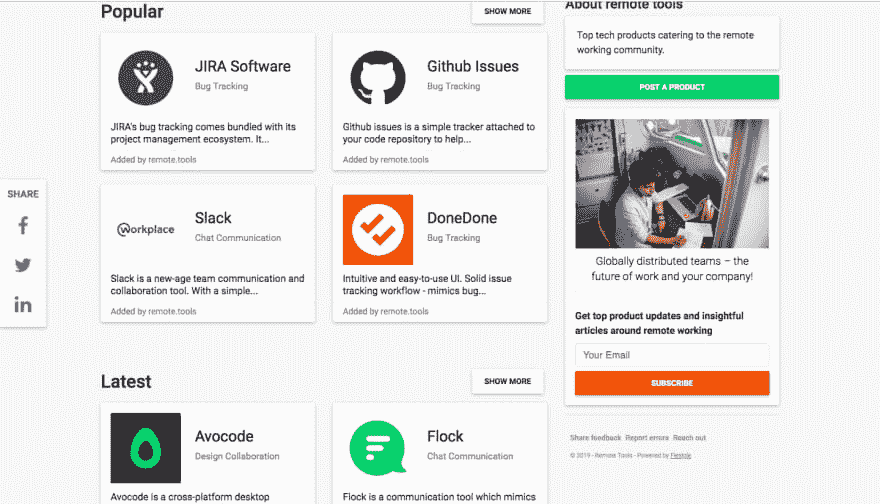 Popular
SHOW MORE
JIRA Software
Bug Tracking
JIRA's bug tracking comes bundled with its
project management ecosystem. It...
Added by remote.tools
Github Issues
Bug Tracking
Github issues is a simple tracker attached to
your code repository to help...
Added by remote.tools
SHARE
workplace
Slack
Chat Communication
Slack is a new-age team communication and
collaboration tool. With a simple...
Added by remote.tools
DoneDone
Bug Tracking
Intuitive and easy-to-use UI. Solid issue
tracking workflow - mimics bug...
Added by remote.tools
Latest
SHOW MORE
Avocode
Design Collaboration
Avocode is a cross-platform desktop
Flock
Chat Communication
Flock is a communication tool which mimics
About remote tools
Top tech products catering to the remote
working community.
POST A PRODUCT
Globally distributed teams – the
future of work and your company!
Get top product updates and insightful
articles around remote working
Your Email
SUBSCRIBE
Share feedback Report errors Reach out
© 2019 - Remote Tools - Powered by Flexiple